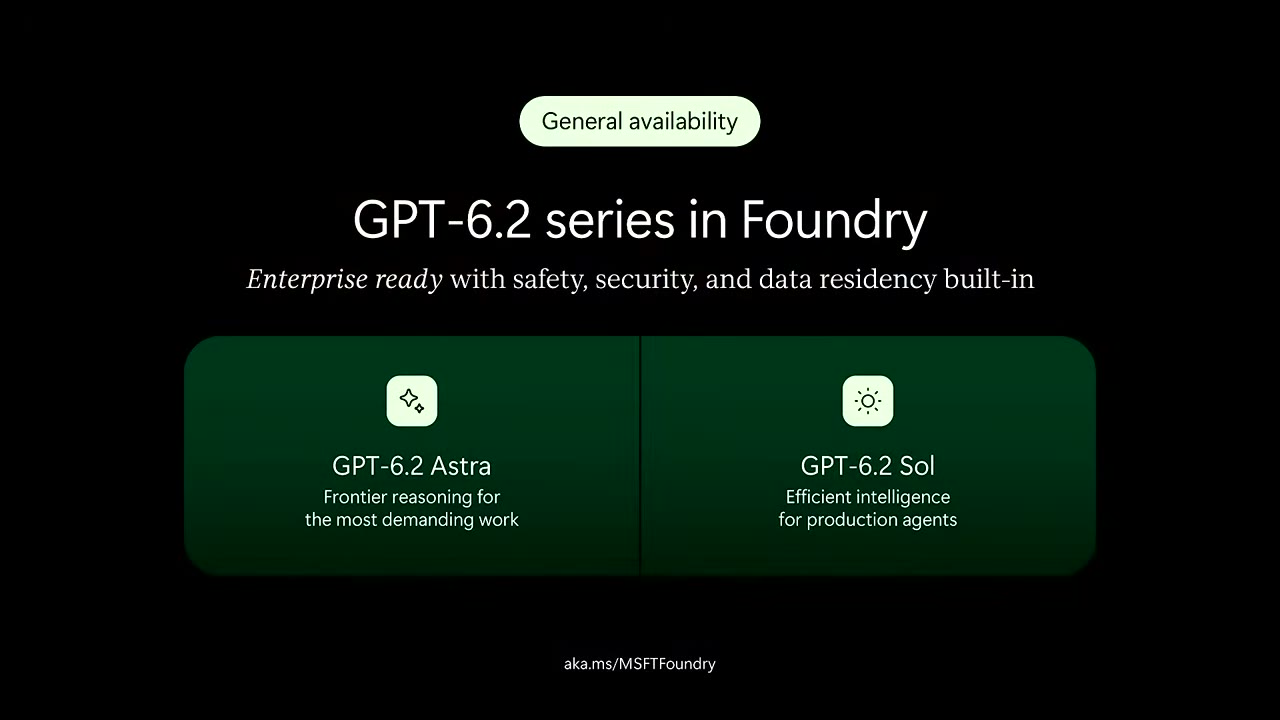 General availability
GPT-6.2 series in Foundry
Enterprise ready with safety, security, and data residency built-in
GPT-6.2 Astra
Frontier reasoning for
the most demanding work
GPT-6.2 Sol
Efficient intelligence
for production agents
aka.ms/MSFTFoundry